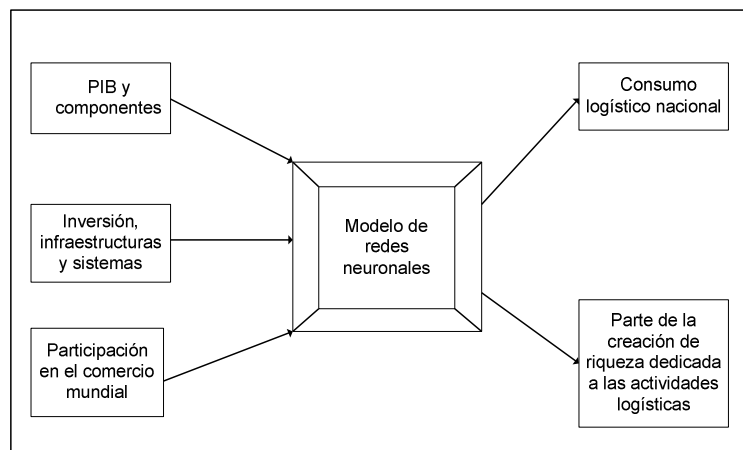 PIB y
componentes
Inversión,
infraestructuras
y sistemas
Participación
en el comercio
mundial
Modelo de
redes
neuronales
Consumo
logístico nacional
Parte de la
creación de
riqueza dedicada
a las actividades
logísticas